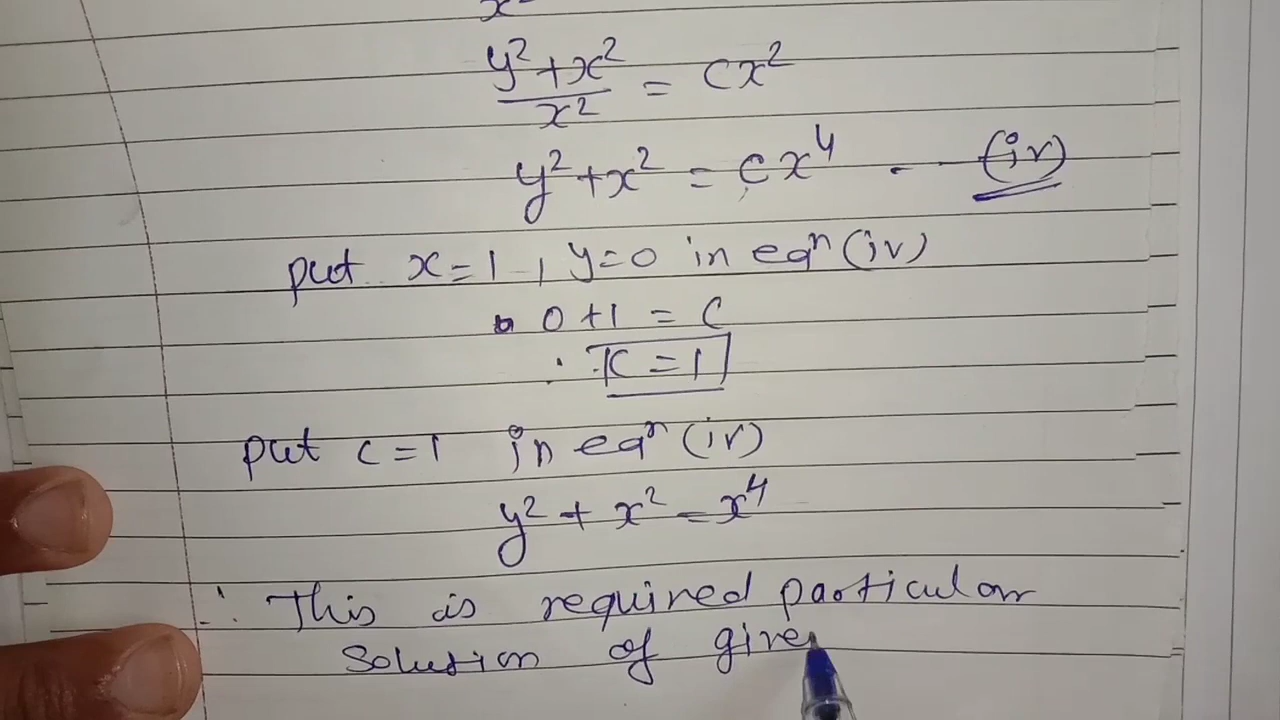 x²
y²+x² / x² = Cx²
y²+x² = Cx⁴ - - (iv)
put x=1, y=0 in eqⁿ (iv)
0+1 = C
∴ C=1
put c=1 in eqⁿ (iv)
y² + x² = x⁴
∴ This is required particular
solution of give